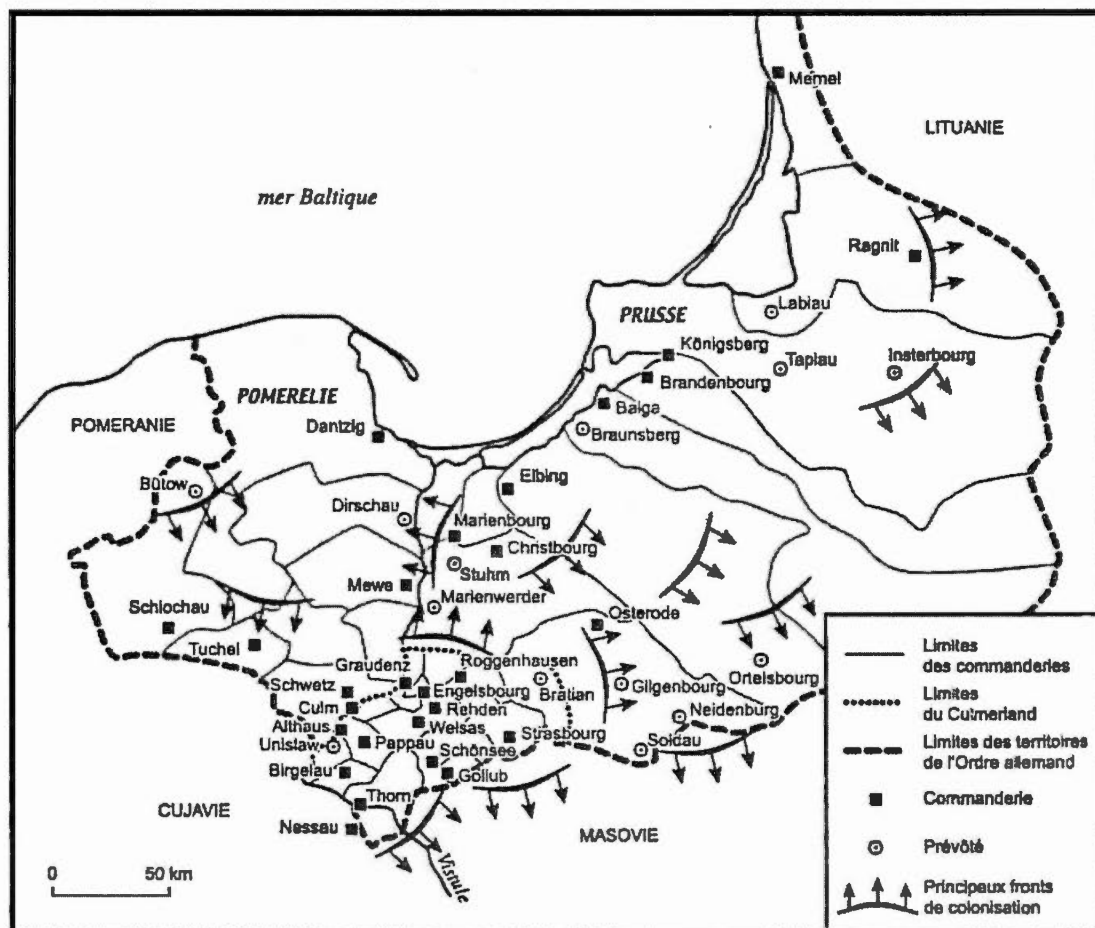 Memel
LITUANIE
mer Baltique
Ragnit
Labiau
PRUSSE
Königsberg
Taplau
Insterbourg
Brandenbourg
POMERELIE
Balga
POMERANIE
Dantzig
Braunsberg
Bütow
Elbing
Dirschau
Marienbourg
Christbourg
Stuhm
Mewe
Marienwerder
Schlochau
Osterode
Tuchel
Roggenhausen
Ortelsbourg
Graudenz
Bratian
Gilgenbourg
Schwetz
Engelsbourg
Neidenburg
Culm
Rehden
Althaus
Welsas
Strasbourg
Unislaw
Pappau
Schönsee
Soldau
Birgelau
Gollub
Thorn
CUJAVIE
MASOVIE
Nessau
Vistule
0 50 km
Limites
des commanderies
Limites
du Culmerland
Limites des territoires
de l'Ordre allemand
Commanderie
Prévôté
Principaux fronts
de colonisation